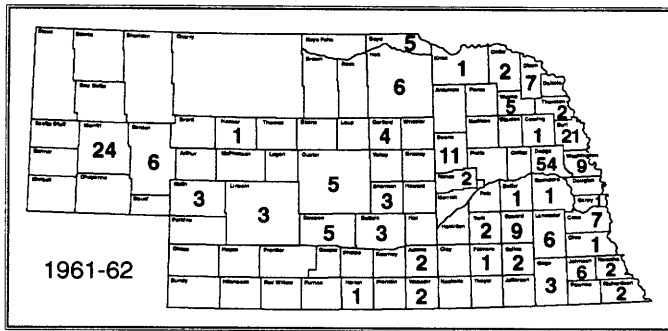 Sioux Dawes Sheridan Cherry Keya Paha Boyd 5
Brown Rock Holt 6 Knox 1 Cedar 2 Dixon 7 Dakota
Box Butte Antelope Pierce Wayne 5 Thurston 2
Scotts Bluff Morrill 24 Garden 6 Grant Hooker 1 Thomas Blaine Loup Garfield 4 Wheeler Madison Stanton Cuming 1 Burt 21
Banner Arthur McPherson Logan Custer 5 Valley Greeley Boone 11 Platte Colfax Dodge 54 Washington 9
Kimball Cheyenne Deuel Keith 3 Lincoln 3 Sherman 3 Howard Nance 2 Merrick Polk Butler 1 Saunders 1 Douglas
Sarpy 1
Perkins Dawson 5 Buffalo 3 Hall Hamilton York 2 Seward 9 Lancaster 6 Cass 7
Otoe 1
Chase Hayes Frontier Gosper Phelps Kearney Adams 2 Clay Fillmore 1 Saline 2 Gage 3 Johnson 6 Nemaha 2
1961-62
Dundy Hitchcock Red Willow Furnas Harlan 1 Franklin Webster 2 Nuckolls Thayer Jefferson Pawnee Richardson 2